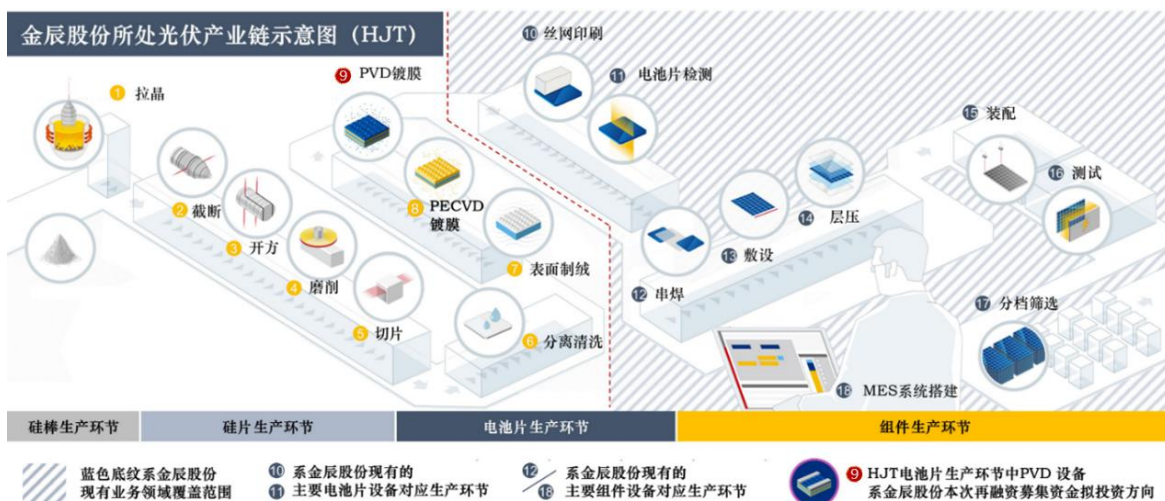 金辰股份所处光伏产业链示意图（HJT）
1 拉晶
2 截断
3 开方
4 磨削
5 切片
6 分离清洗
7 表面制绒
8 PECVD
镀膜
9 PVD镀膜
10 丝网印刷
11 电池片检测
12 串焊
13 敷设
14 层压
15 装配
16 测试
17 分档筛选
18 MES系统搭建
硅棒生产环节
硅片生产环节
电池片生产环节
组件生产环节
蓝色底纹系金辰股份
现有业务领域覆盖范围
10 系金辰股份现有的
11 主要电池片设备对应生产环节
12 系金辰股份现有的
18 主要组件设备对应生产环节
9 HJT电池片生产环节中PVD 设备
系金辰股份本次再融资募集资金拟投资方向